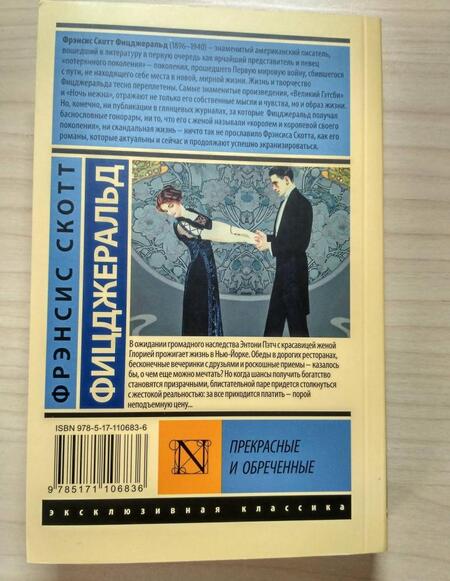 Фрэнсис Скотт Фицджеральд (1896–1940) – знаменитый американский писатель,
вошедший в литературу в первую очередь как ярчайший представитель и певец
«потерянного поколения» – поколения, прошедшего Первую мировую войну, сбившегося
с пути, не находящего себе места в новой, мирной жизни. Жизнь и творчество
Фицджеральда тесно переплетены. Самые знаменитые произведения, «Великий Гэтсби»
и «Ночь нежна», отражают не только его собственные мысли и чувства, но и образ жизни.
Но, конечно, ни публикации в глянцевых журналах, за которые Фицджеральд получал
баснословные гонорары, ни то, что его с женой называли «королем и королевой своего
поколения», ни скандальная жизнь – ничто так не прославило Фрэнсиса Скотта, как его
романы, которые актуальны и сейчас и продолжают успешно экранизироваться.
ФРЭНСИС СКОТТ
ФИЦДЖЕРАЛЬД
В ожидании громадного наследства Энтони Пэтч с красавицей женой
Глорией прожигает жизнь в Нью-Йорке. Обеды в дорогих ресторанах,
бесконечные вечеринки с друзьями и роскошные приемы – казалось
бы, о чем еще можно мечтать? Но когда шансы получить богатство
становятся призрачными, блистательной паре придется столкнуться
с жестокой реальностью: за все приходится платить – порой
неподъемную цену...
ISBN 978-5-17-110683-6
9 785171 106836
N
ПРЕКРАСНЫЕ
И ОБРЕЧЕННЫЕ
эксклюзивная классика